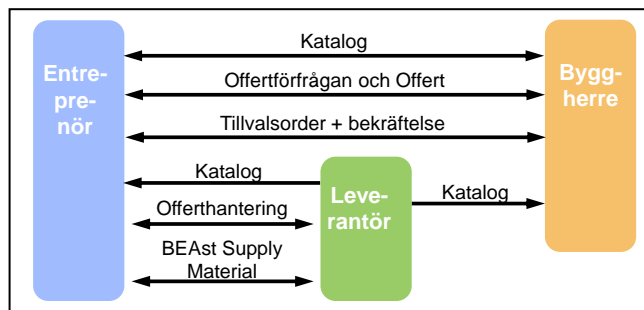 Katalog
Entre-
pre-
nör
Bygg-
herre
Offertförfrågan och Offert
Tillvalsorder + bekräftelse
Katalog
Leve-
rantör
Katalog
Offerthantering
BEAst Supply
Material